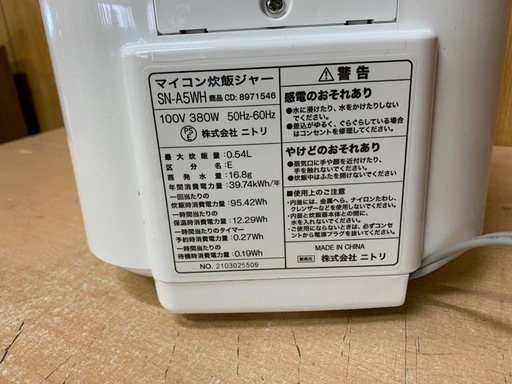 マイコン炊飯ジャー
SN-A5WH 商品CD: 8971546
100V 380W 50Hz-60Hz
PSE 株式会社 ニトリ
最大炊飯量: 0.54L
区分名: E
蒸発水量: 16.8g
年間消費電力量: 39.74kWh/年
一回当たりの
炊飯時消費電力量: 95.42Wh
一時間当たりの
保温時消費電力量: 12.29Wh
一時間当たりのタイマー
予約時消費電力量: 0.27Wh
一時間当たりの
待機時消費電力量: 0.19Wh
NO. 2103025509
警告
感電のおそれあり
・水に浸けたり、水をかけたりしない
でください。
・差込がゆるく、ぐらぐらしている場合
はコンセントを修理してください。
やけどのおそれあり
・蒸気口に手や顔を近付けたり、
手を触れないでください。
・炊飯中はふたを開けないでください。
■使用上のご注意
・内釜には、金属へら、ナイロンたわし、
クレンザーなどを使用しないでください。
・内釜と炊飯器本体の間に水を
入れないでください。
・ご使用にならないときは、必ずコンセ
ントから電源プラグを抜いてください。
MADE IN CHINA
販売元 株式会社 ニトリ